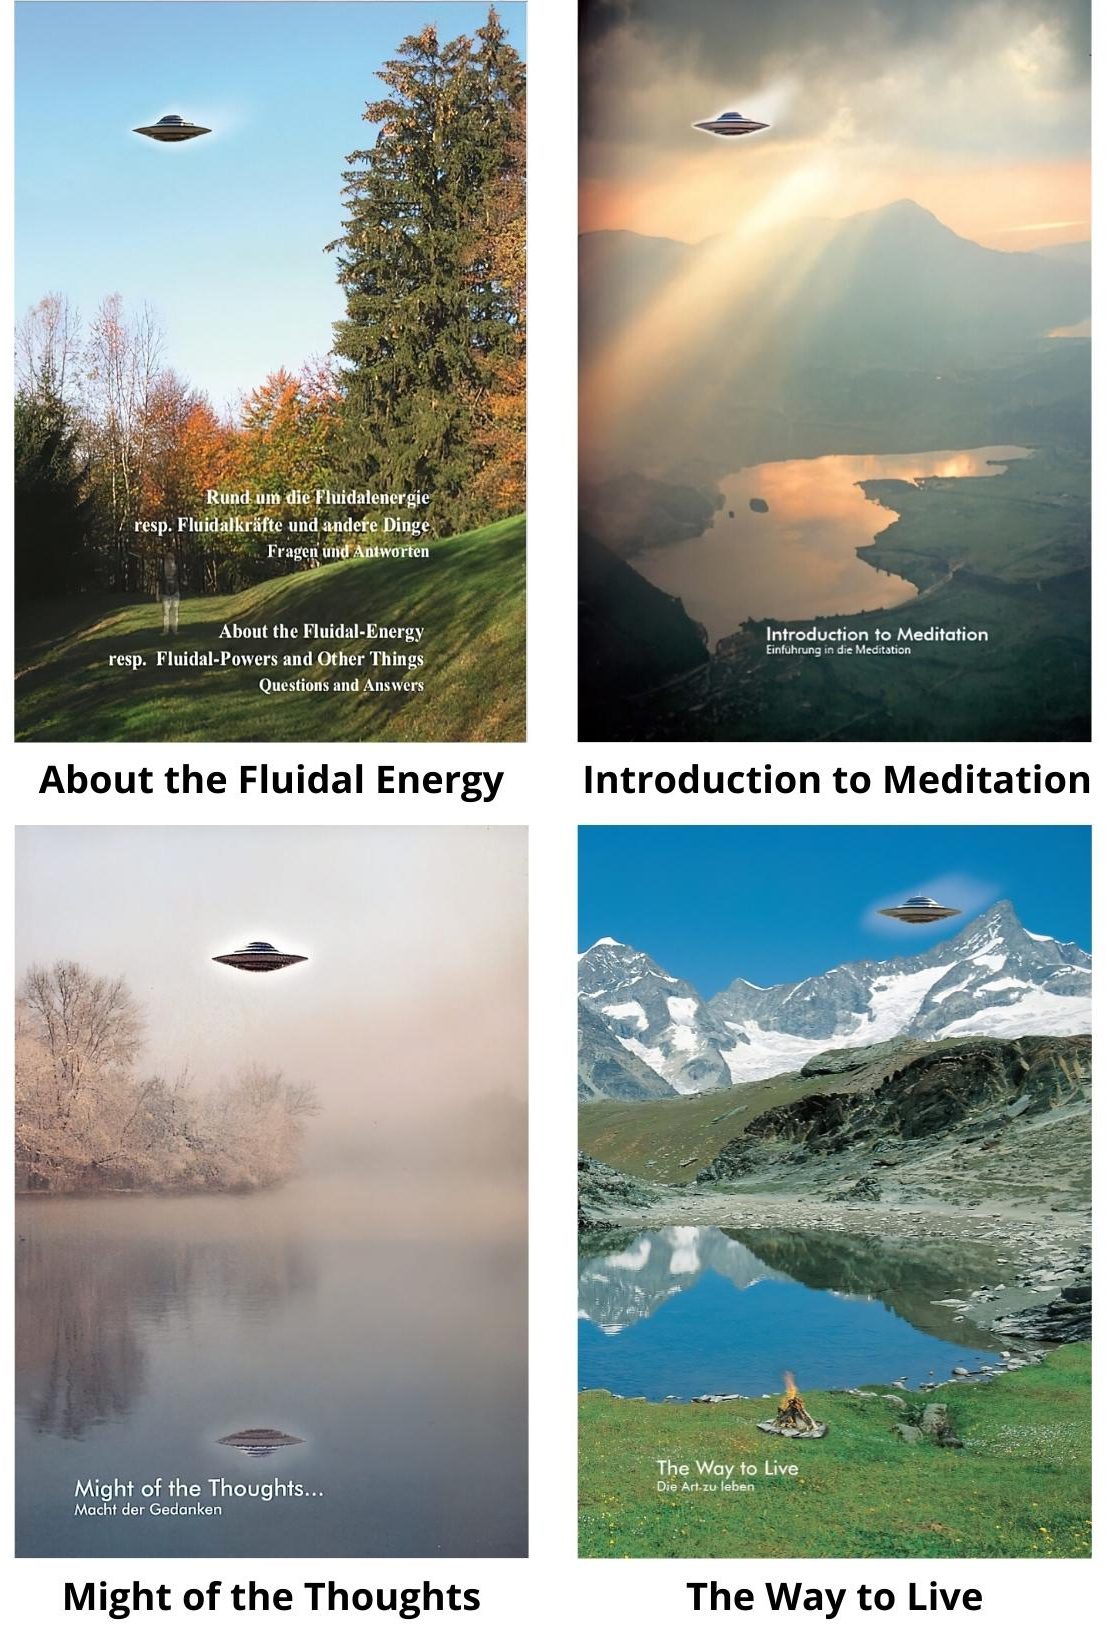 Rund um die Fluidalenergie
resp. Fluidalkräfte und andere Dinge
Fragen und Antworten
About the Fluidal-Energy
resp. Fluidal-Powers and Other Things
Questions and Answers
Introduction to Meditation
Einführung in die Meditation
About the Fluidal Energy
Introduction to Meditation
Might of the Thoughts...
Macht der Gedanken
The Way to Live
Die Art zu leben
Might of the Thoughts
The Way to Live